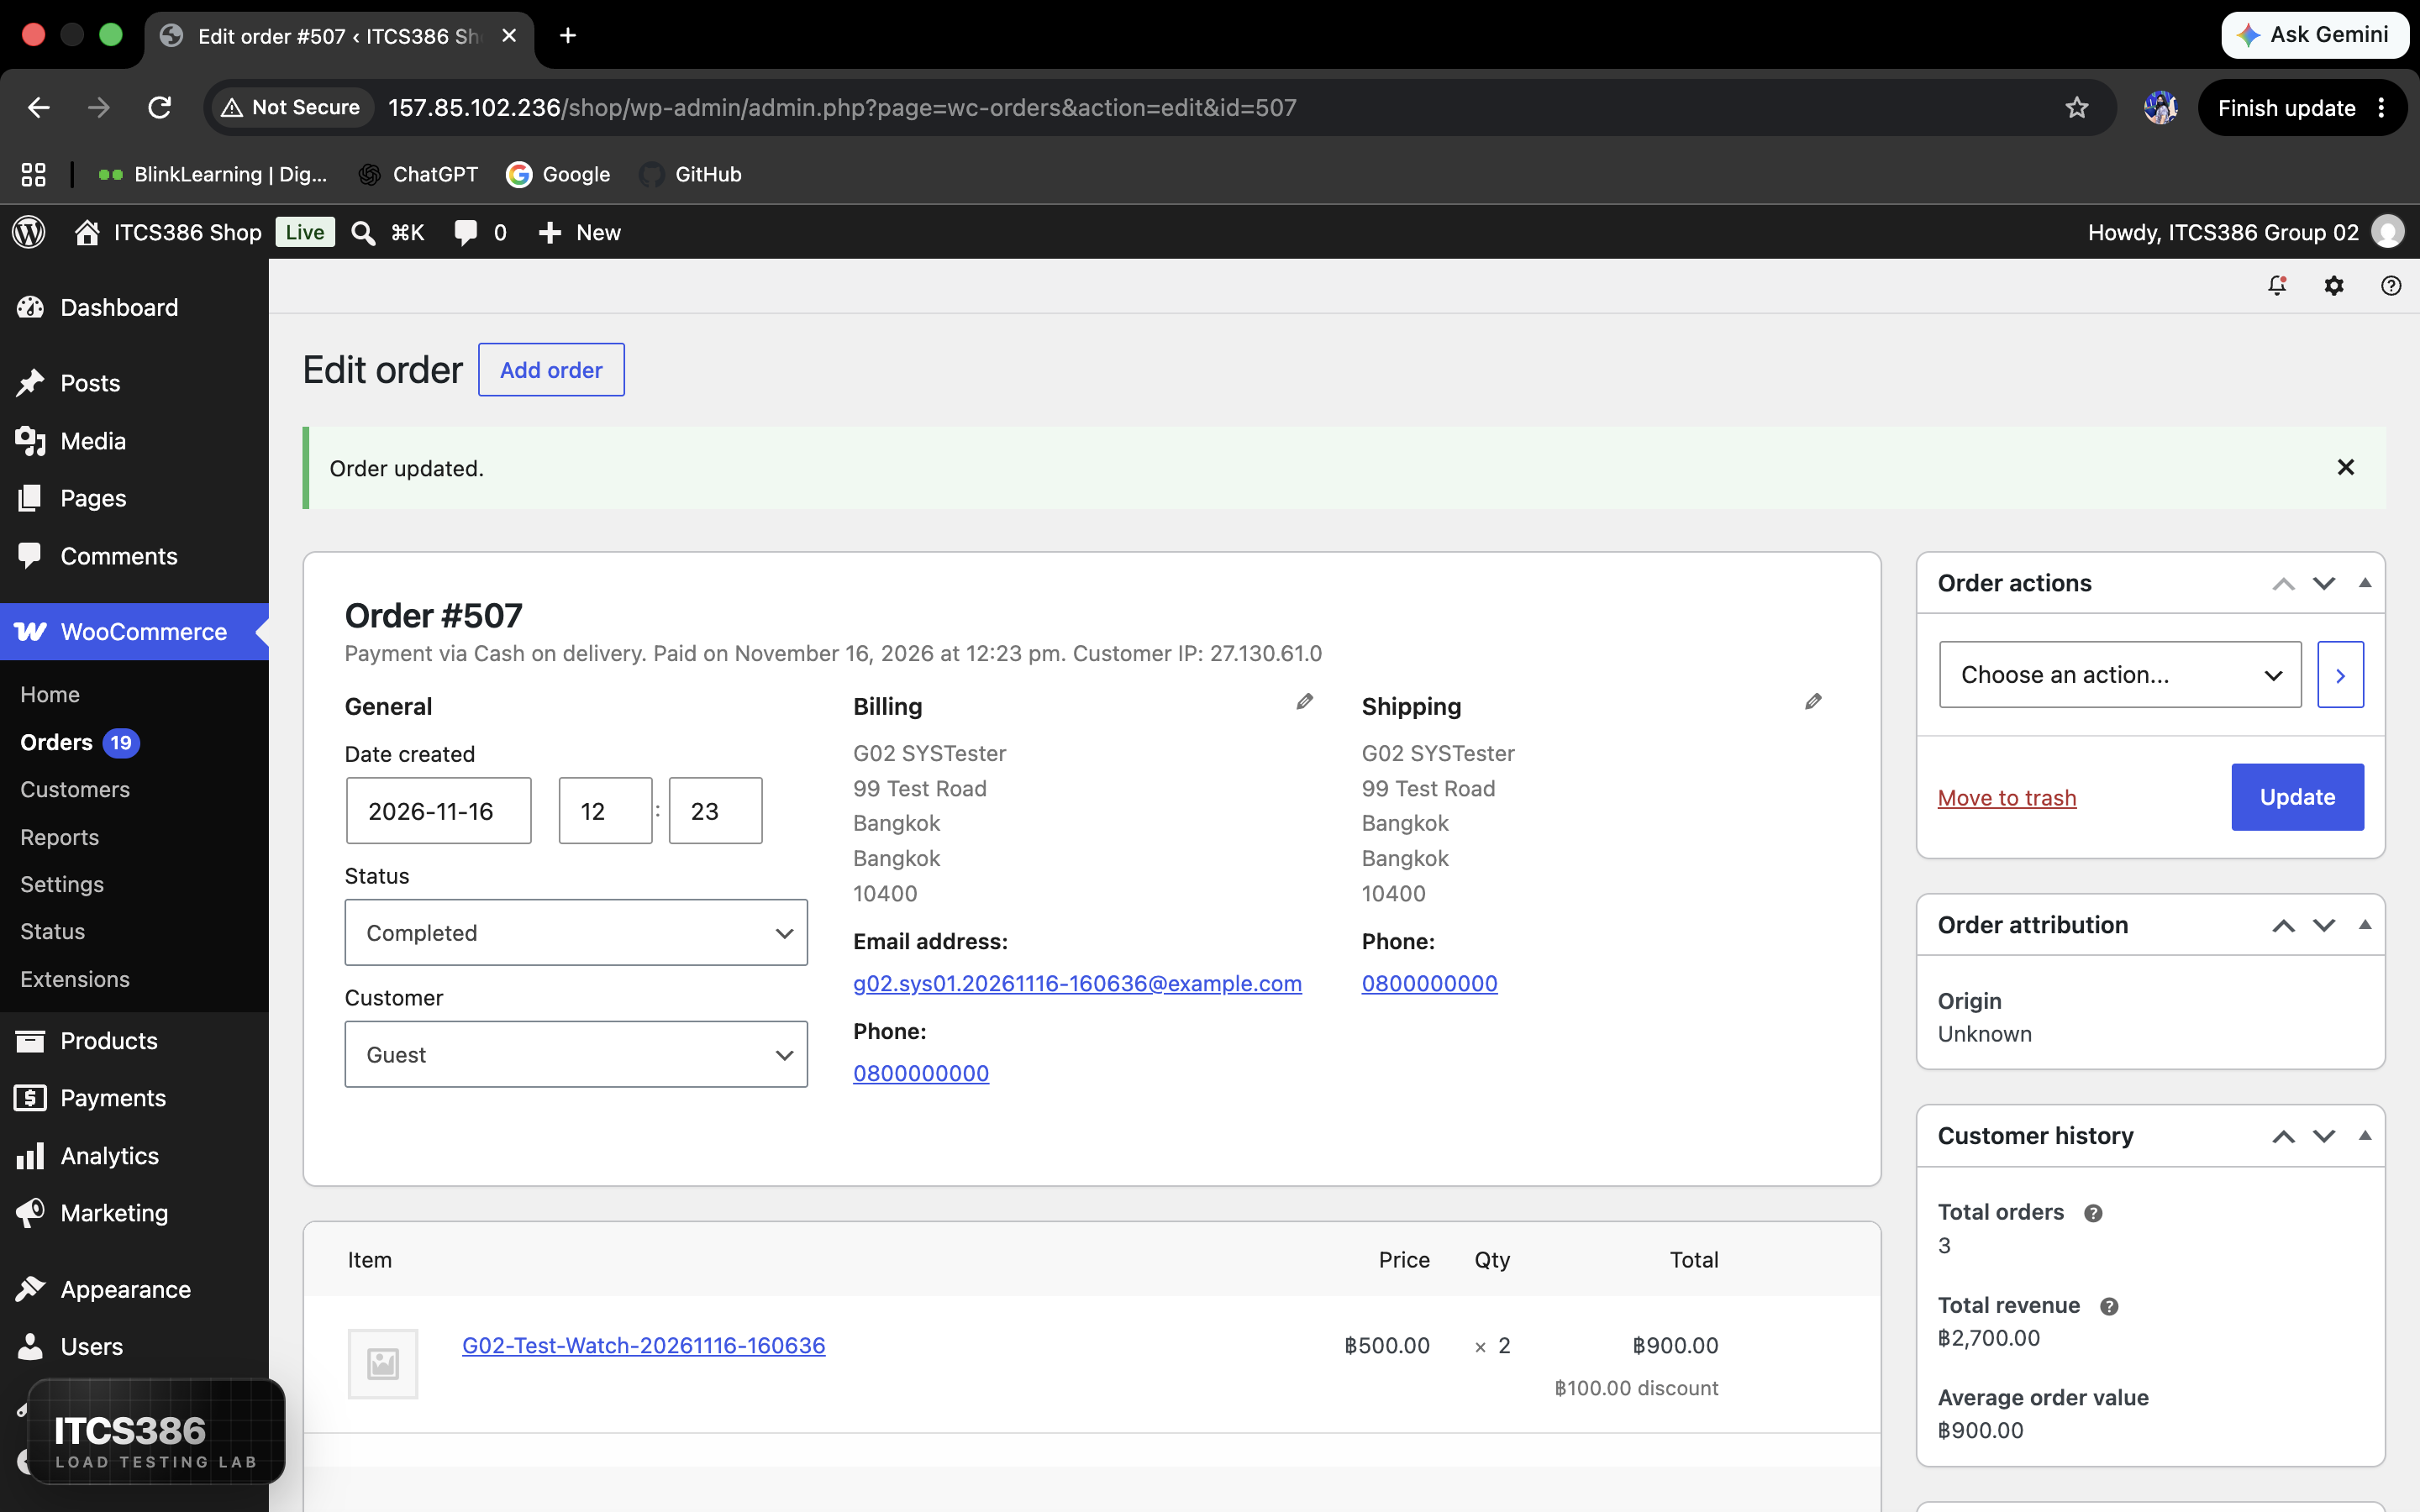 Edit order #507 ‹ ITCS386 Sh
Ask Gemini
Not Secure
157.85.102.236/shop/wp-admin/admin.php?page=wc-orders&action=edit&id=507
Finish update
BlinkLearning | Dig...
ChatGPT
Google
GitHub
ITCS386 Shop
Live
⌘K
0
New
Howdy, ITCS386 Group 02
Dashboard
Posts
Media
Pages
Comments
WooCommerce
Home
Orders 19
Customers
Reports
Settings
Status
Extensions
Products
Payments
Analytics
Marketing
Appearance
Users
ITCS386
LOAD TESTING LAB
Edit order
Add order
Order updated.
Order #507
Payment via Cash on delivery. Paid on November 16, 2026 at 12:23 pm. Customer IP: 27.130.61.0
General
Date created
2026-11-16
12 : 23
Status
Completed
Customer
Guest
Billing
G02 SYSTester
99 Test Road
Bangkok
Bangkok
10400
Email address:
g02.sys01.20261116-160636@example.com
Phone:
0800000000
Shipping
G02 SYSTester
99 Test Road
Bangkok
Bangkok
10400
Phone:
0800000000
Item Price Qty Total
G02-Test-Watch-20261116-160636 ฿500.00 × 2 ฿900.00
฿100.00 discount
Order actions
Choose an action...
Move to trash
Update
Order attribution
Origin
Unknown
Customer history
Total orders
3
Total revenue
฿2,700.00
Average order value
฿900.00